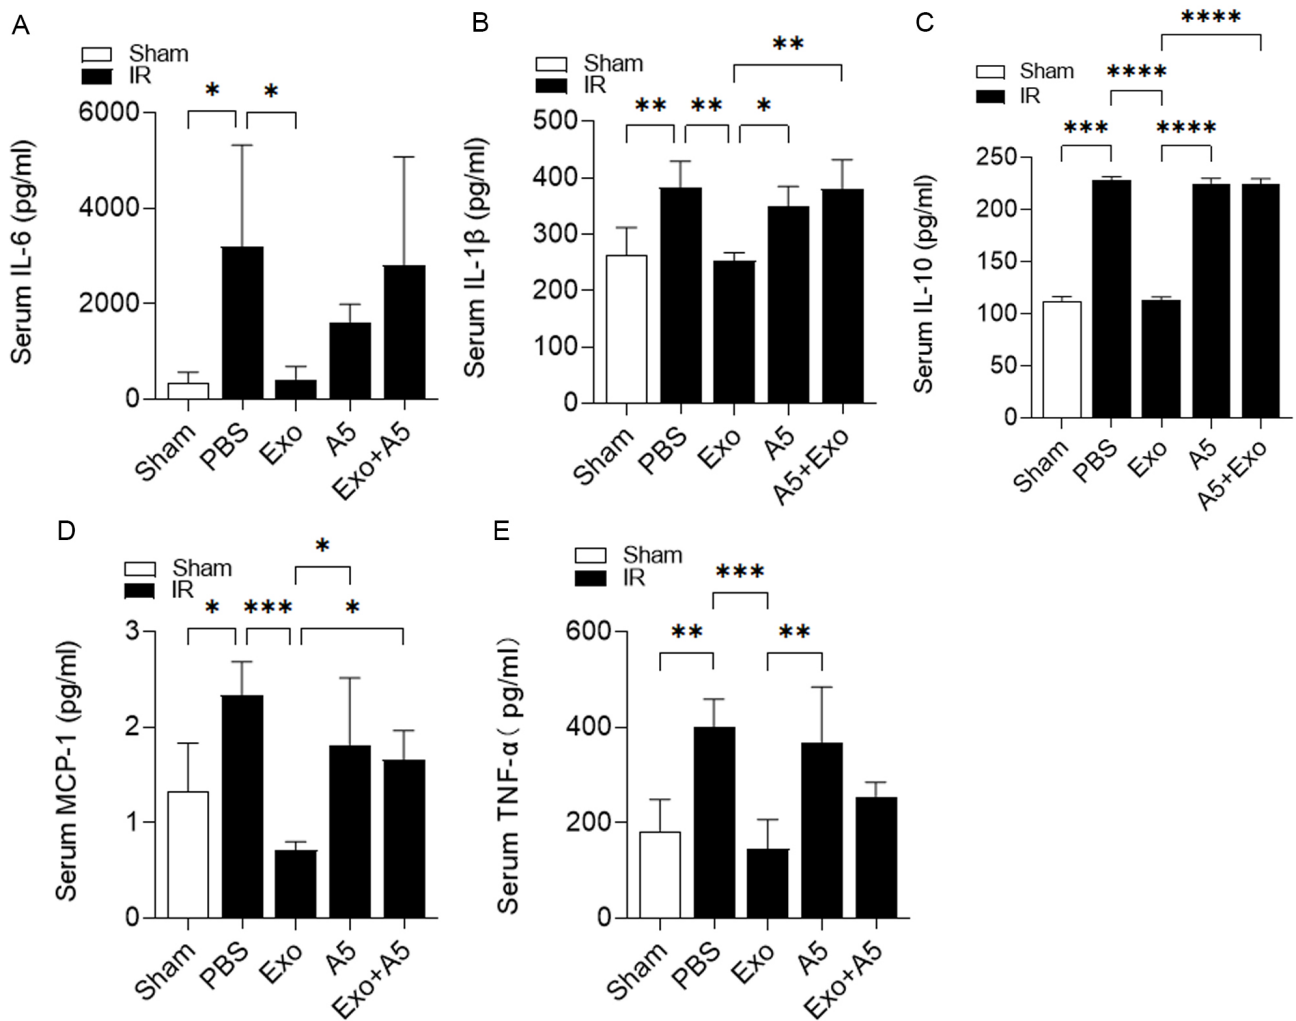 A
Sham
IR
* *
6000
4000
2000
0
Serum IL-6 (pg/ml)
Sham PBS Exo A5 Exo+A5
B
Sham
IR
**
** ** *
500
400
300
200
100
0
Serum IL-1β (pg/ml)
Sham PBS Exo A5 A5+Exo
C
Sham
IR
****
****
*** ****
250
200
150
100
50
0
Serum IL-10 (pg/ml)
Sham PBS Exo A5 A5+Exo
D
Sham
IR
*
* *** *
3
2
1
0
Serum MCP-1 (pg/ml)
Sham PBS Exo A5 Exo+A5
E
Sham
IR
***
** **
600
400
200
0
Serum TNF-α( pg/ml)
Sham PBS Exo A5 Exo+A5